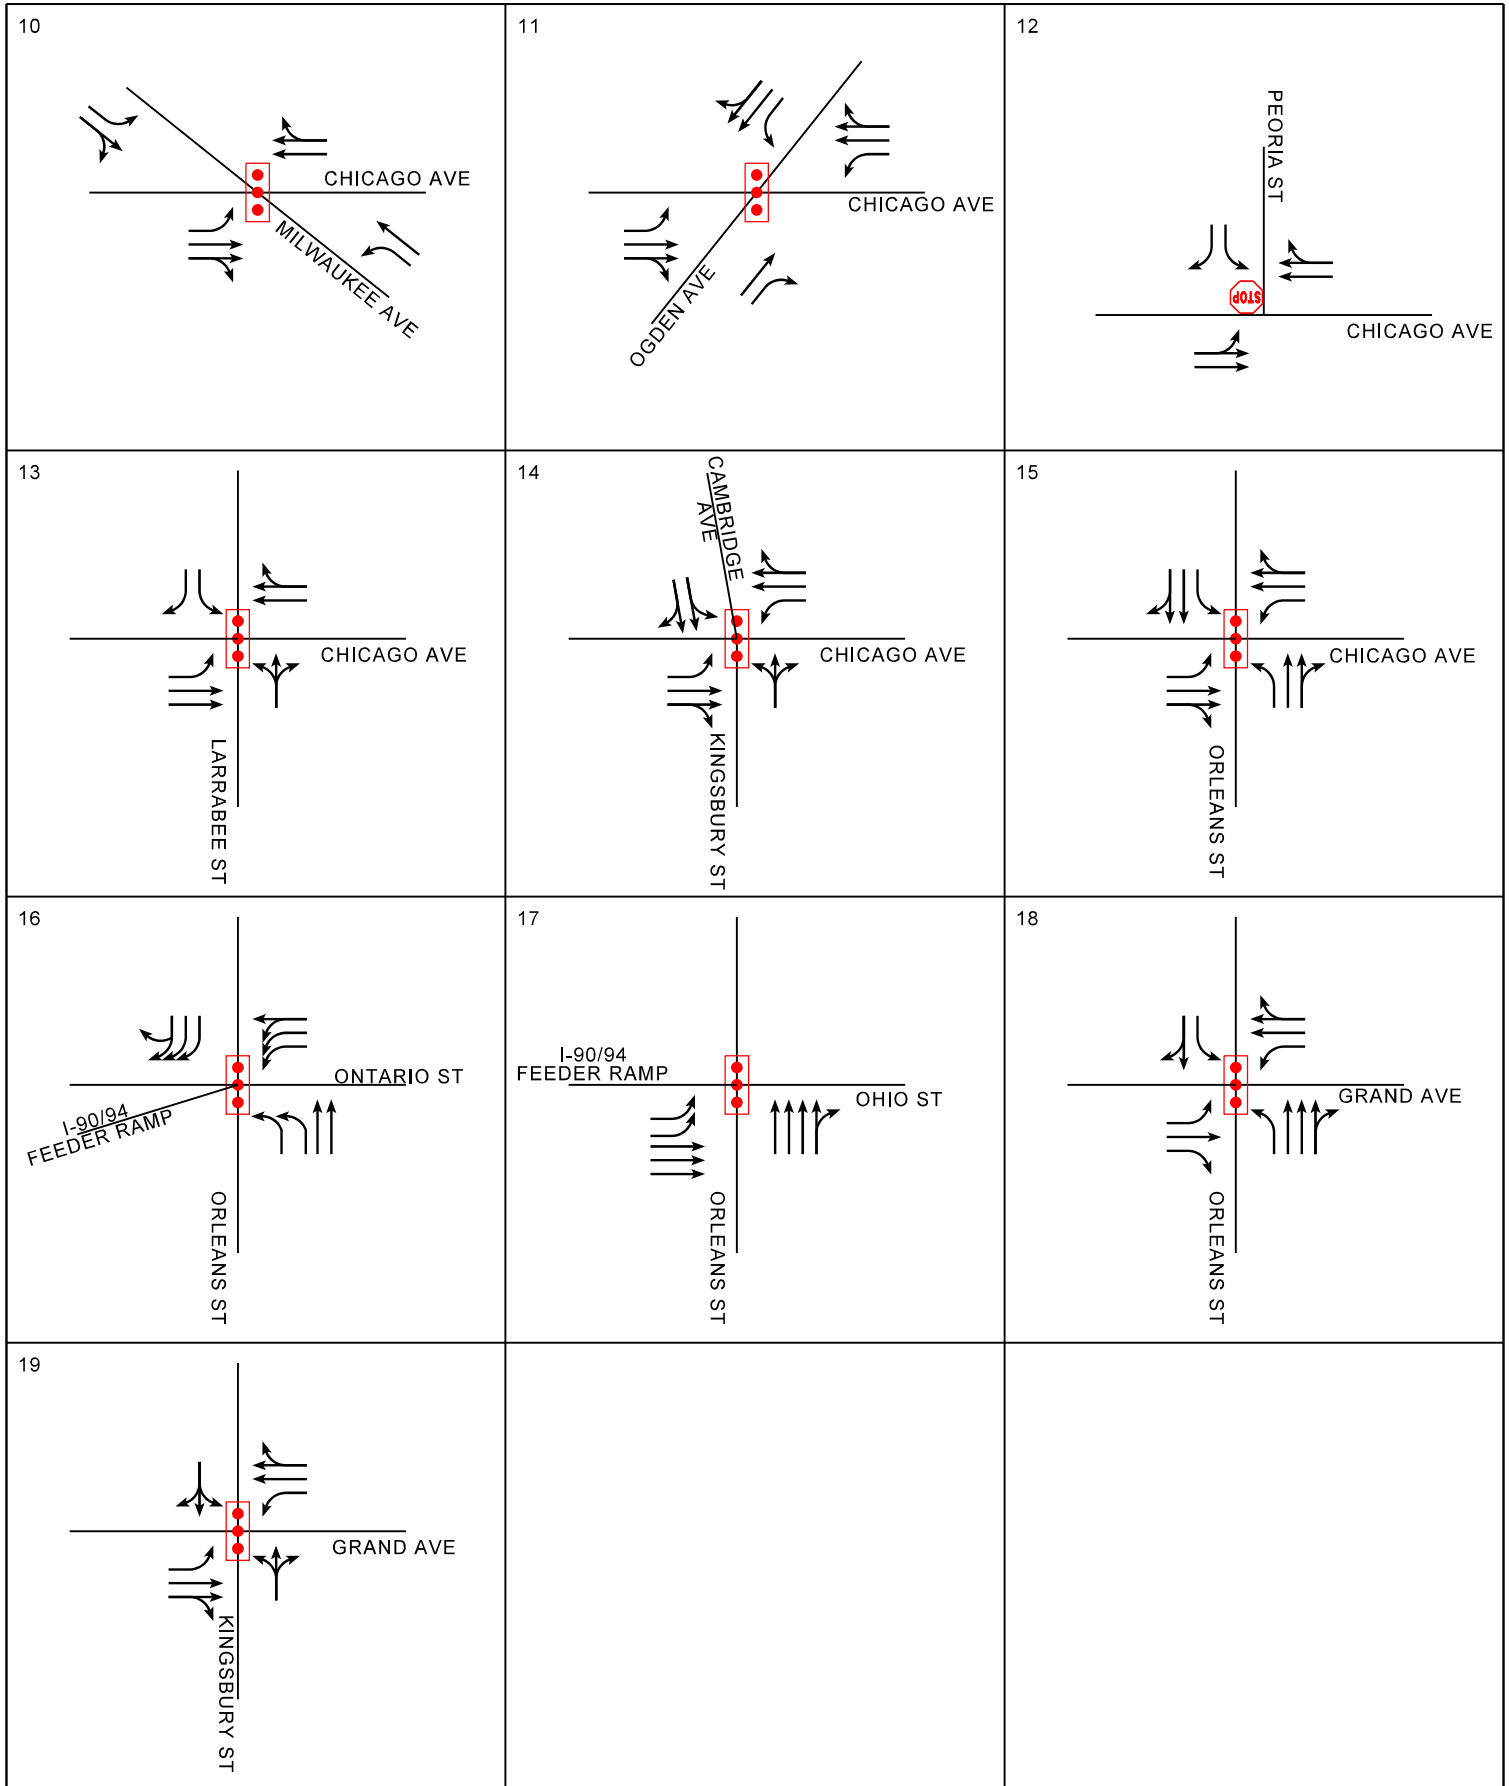 10
CHICAGO AVE
MILWAUKEE AVE
11
CHICAGO AVE
OGDEN AVE
12
PEORIA ST
STOP
CHICAGO AVE
13
CHICAGO AVE
LARRABEE ST
14
CAMBRIDGE
AVE
CHICAGO AVE
KINGSBURY ST
15
CHICAGO AVE
ORLEANS ST
16
ONTARIO ST
I-90/94
FEEDER RAMP
ORLEANS ST
17
I-90/94
FEEDER RAMP
OHIO ST
ORLEANS ST
18
GRAND AVE
ORLEANS ST
19
GRAND AVE
KINGSBURY ST